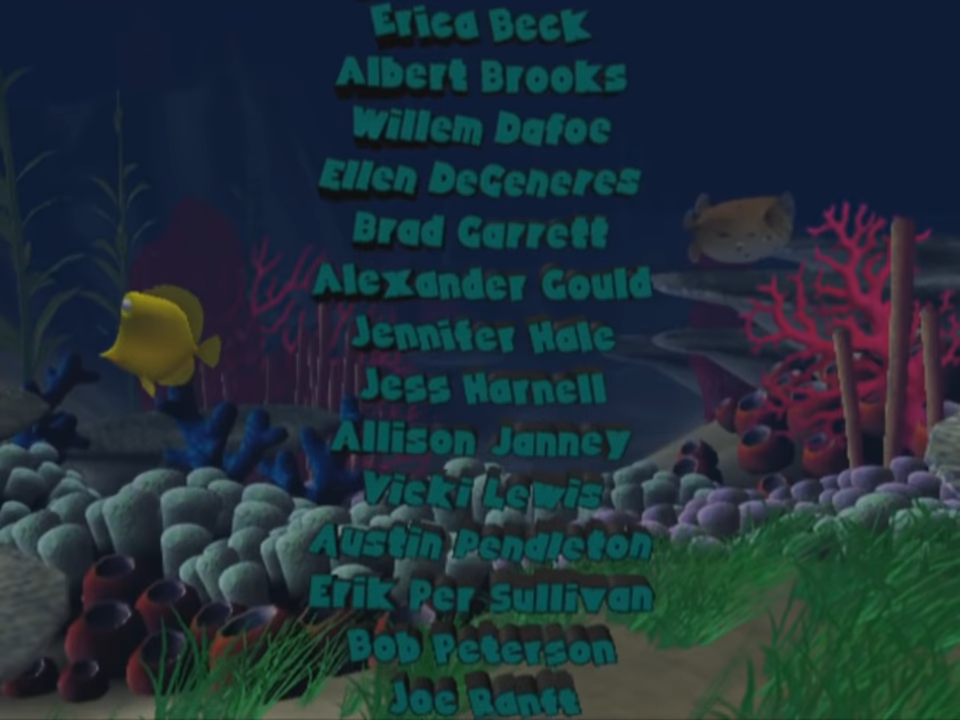 Erica Beck
Albert Brooks
Willem Dafoe
Ellen DeGeneres
Brad Garrett
Alexander Gould
Jennifer Hale
Jess Harnell
Allison Janney
Vicki Lewis
Austin Pendleton
Erik Per Sullivan
Bob Peterson
Joe Ranft